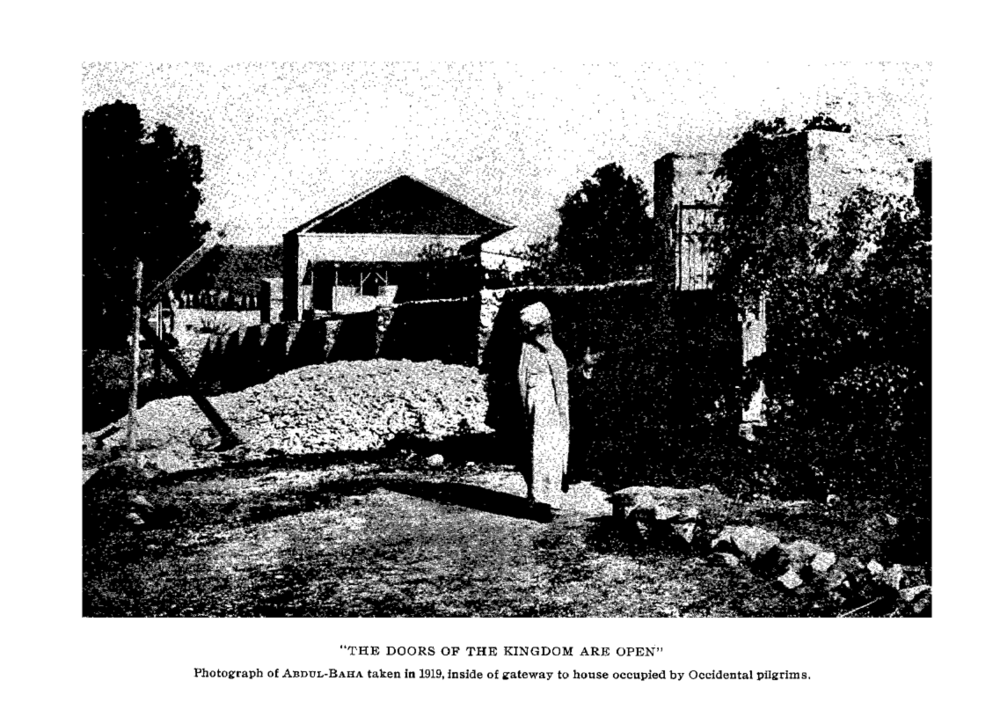 "THE DOORS OF THE KINGDOM ARE OPEN"
Photograph of ABDUL-BAHA taken in 1919, inside of gateway to house occupied by Occidental pilgrims.